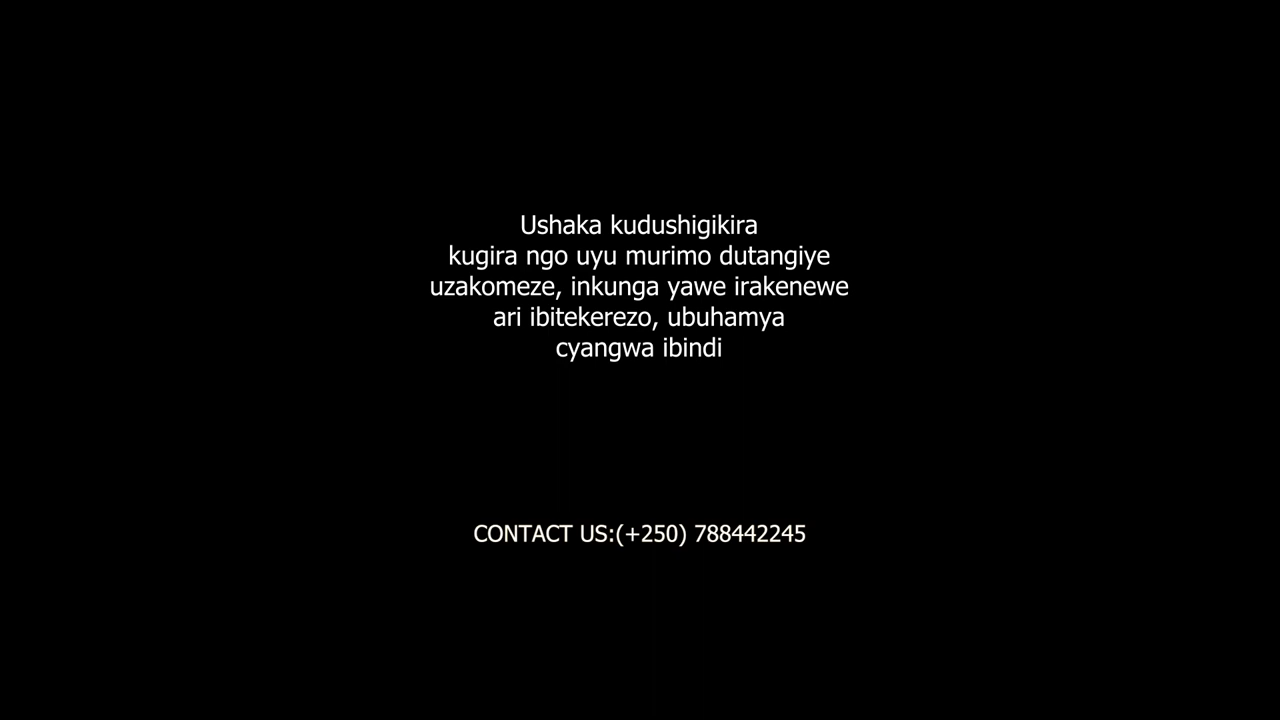 Ushaka kudushigikira
kugira ngo uyu murimo dutangiye
uzakomeze, inkunga yawe irakenewe
ari ibitekerezo, ubuhamya
cyangwa ibindi
CONTACT US:(+250) 788442245